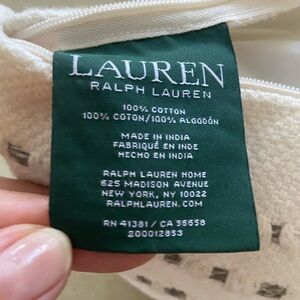 LAUREN
RALPH LAUREN
100% COTTON
100% COTON/100% ALGODÓN
MADE IN INDIA
FABRIQUÉ EN INDE
HECHO EN INDIA
RALPH LAUREN HOME
625 MADISON AVENUE
NEW YORK, NY 10022
RALPHLAUREN.COM
RN 41381 / CA 35558
200012853